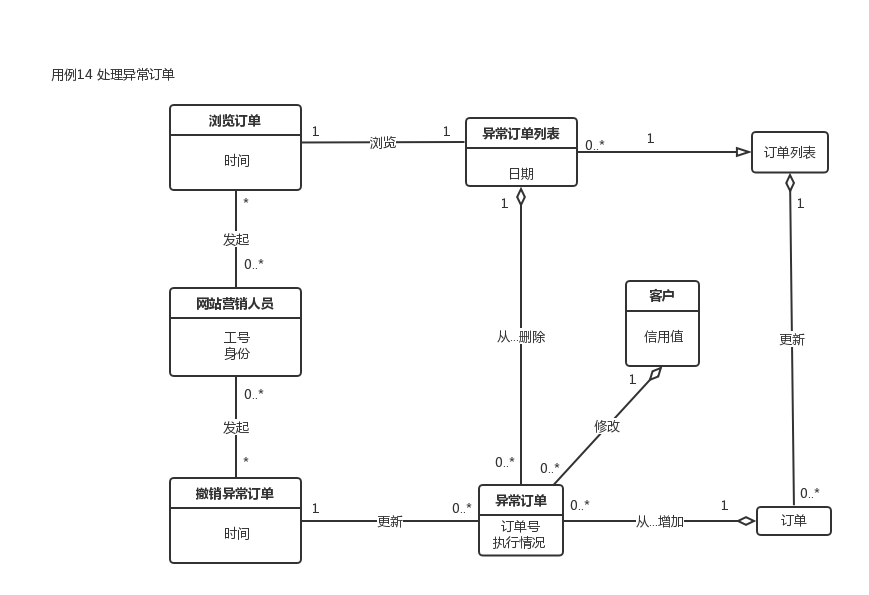 用例14 处理异常订单
浏览订单
时间
1
浏览
1
异常订单列表
日期
0..*
1
订单列表
*
发起
0..*
1
1
网站营销人员
工号
身份
客户
信用值
从...删除
更新
0..*
发起
*
1
修改
0..*
0..*
0..*
撤销异常订单
时间
1
更新
0..*
异常订单
订单号
执行情况
0..*
从...增加
1
订单